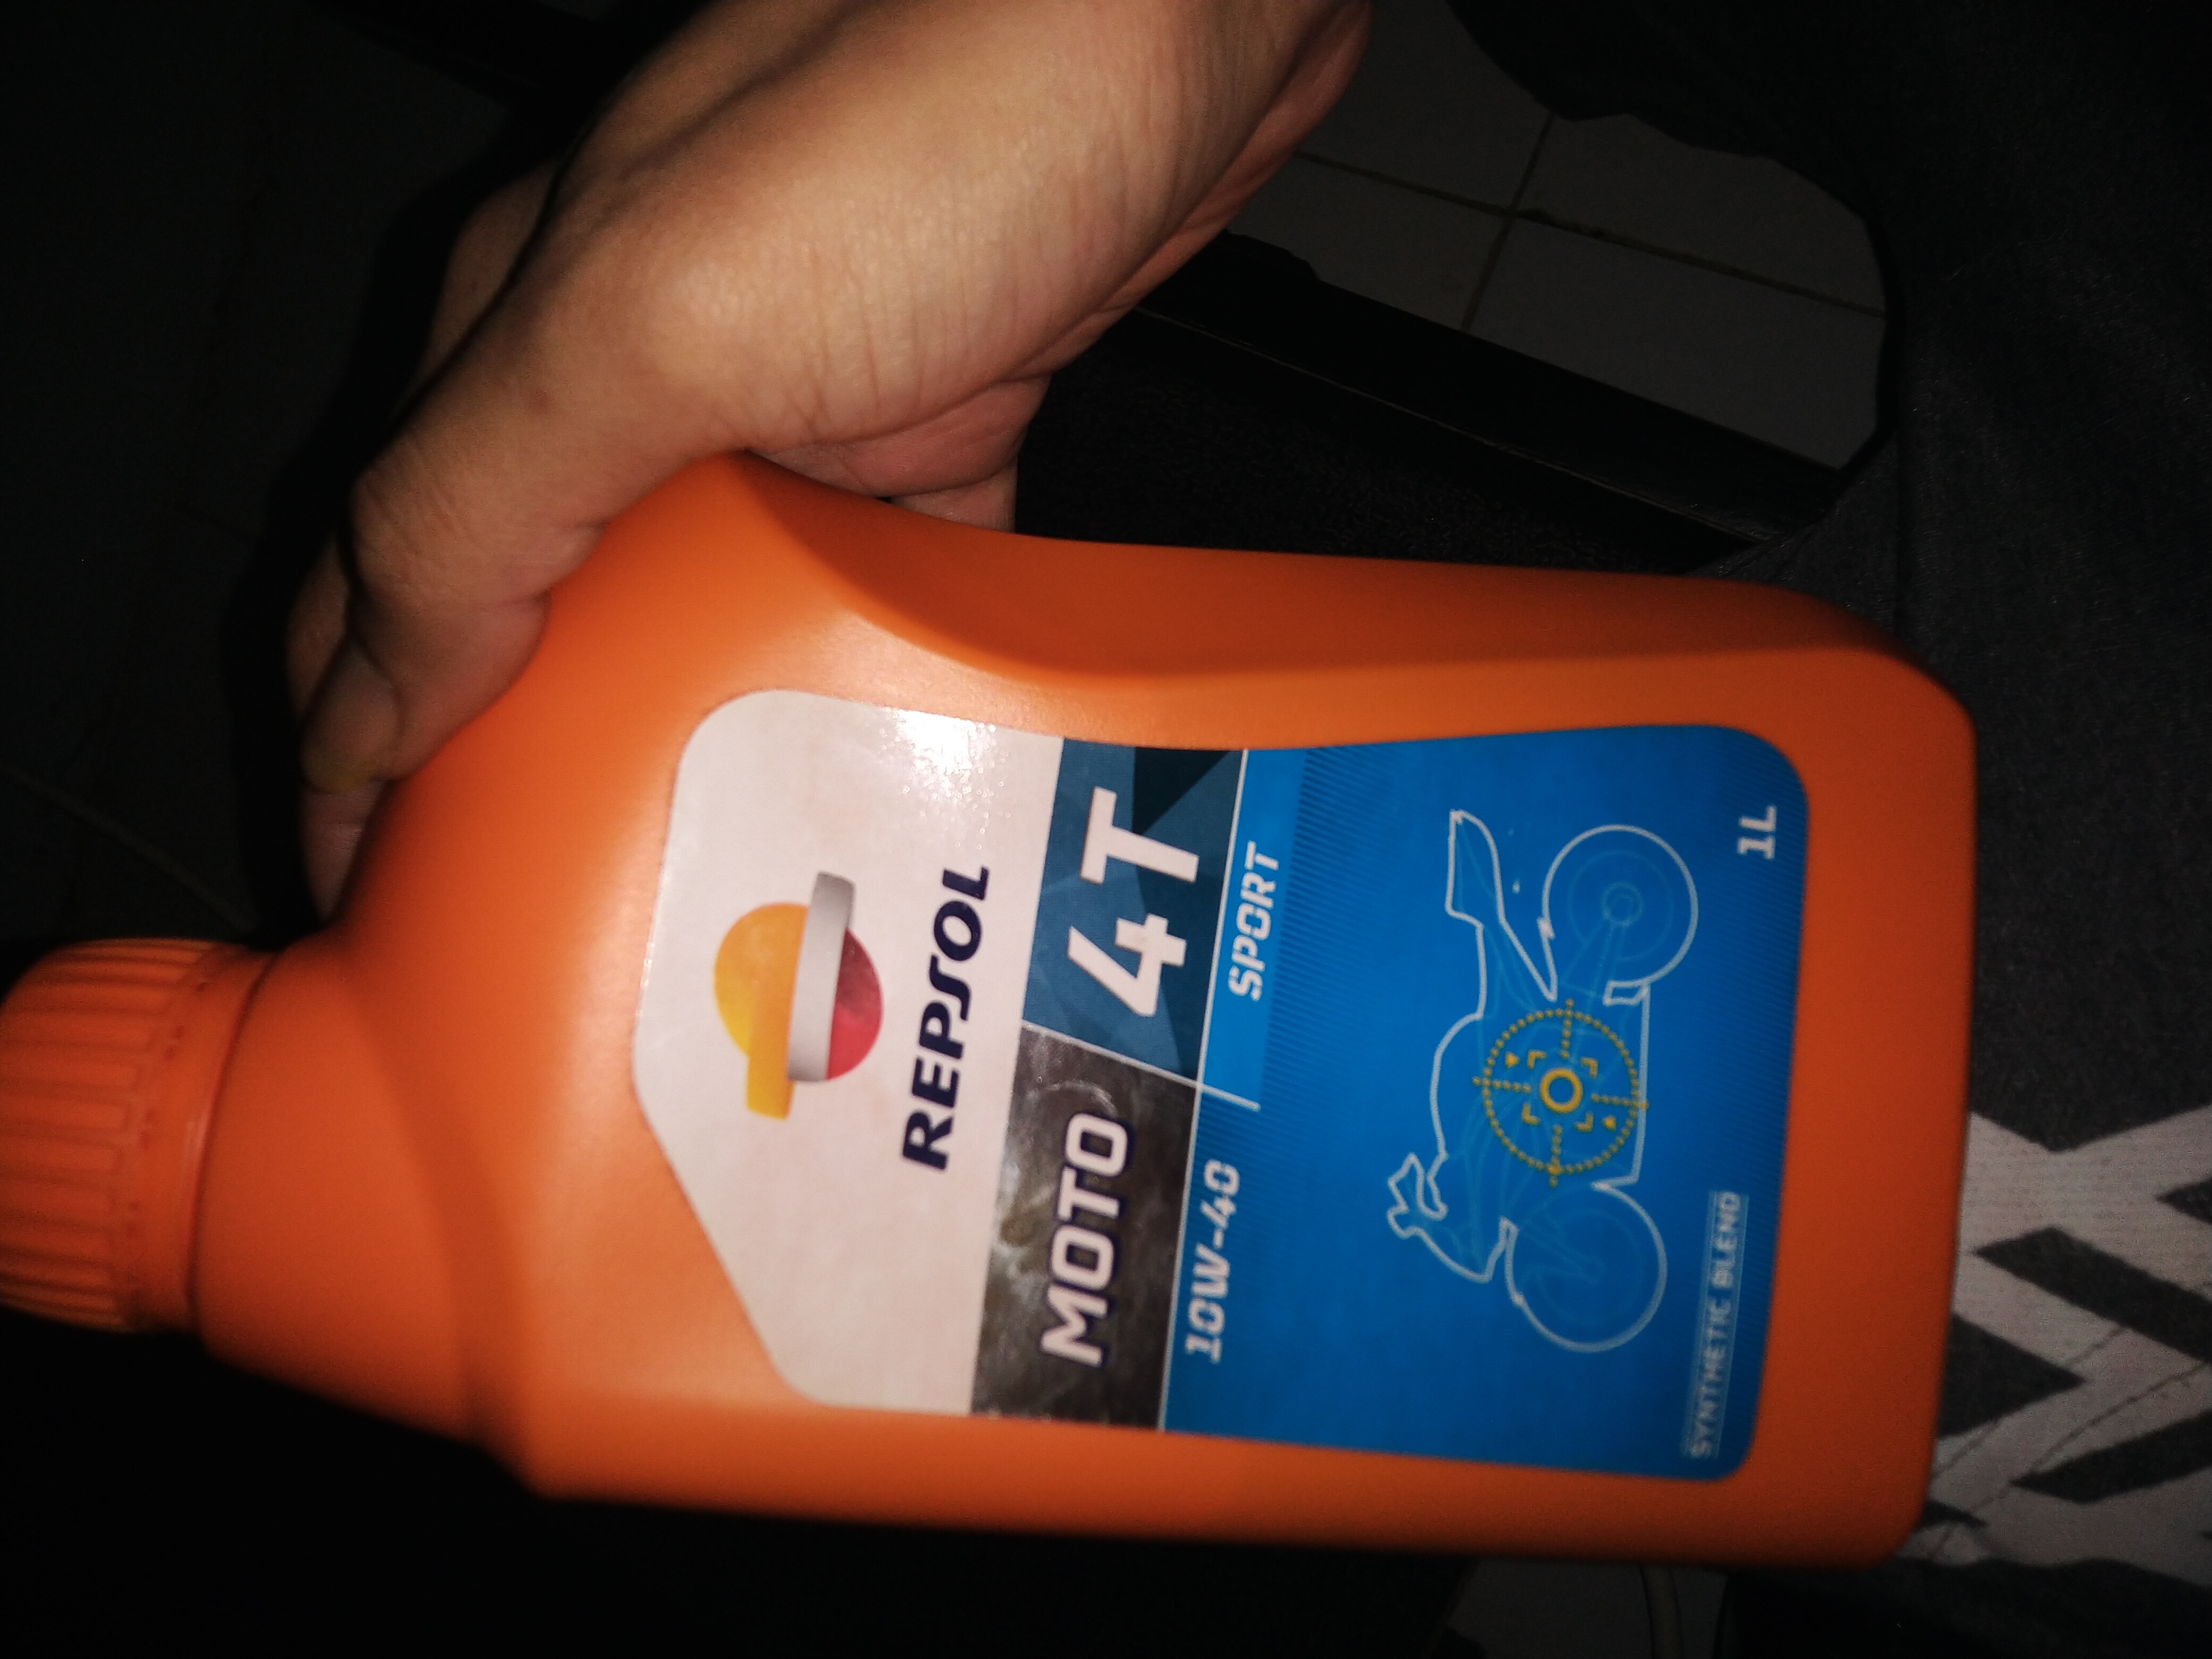 REPSOL
MOTO
4T
10W-40
SPORT
SYNTHETIC BLEND
1L